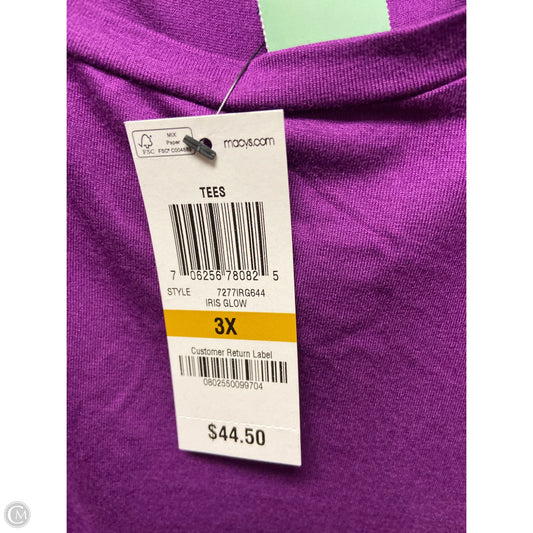 MIX
Paper
FSC
macys.com
TEES
7 06256 78082 5
STYLE 7277IRG644
IRIS GLOW
3X
Customer Return Label
0802550099704
$44.50
CM